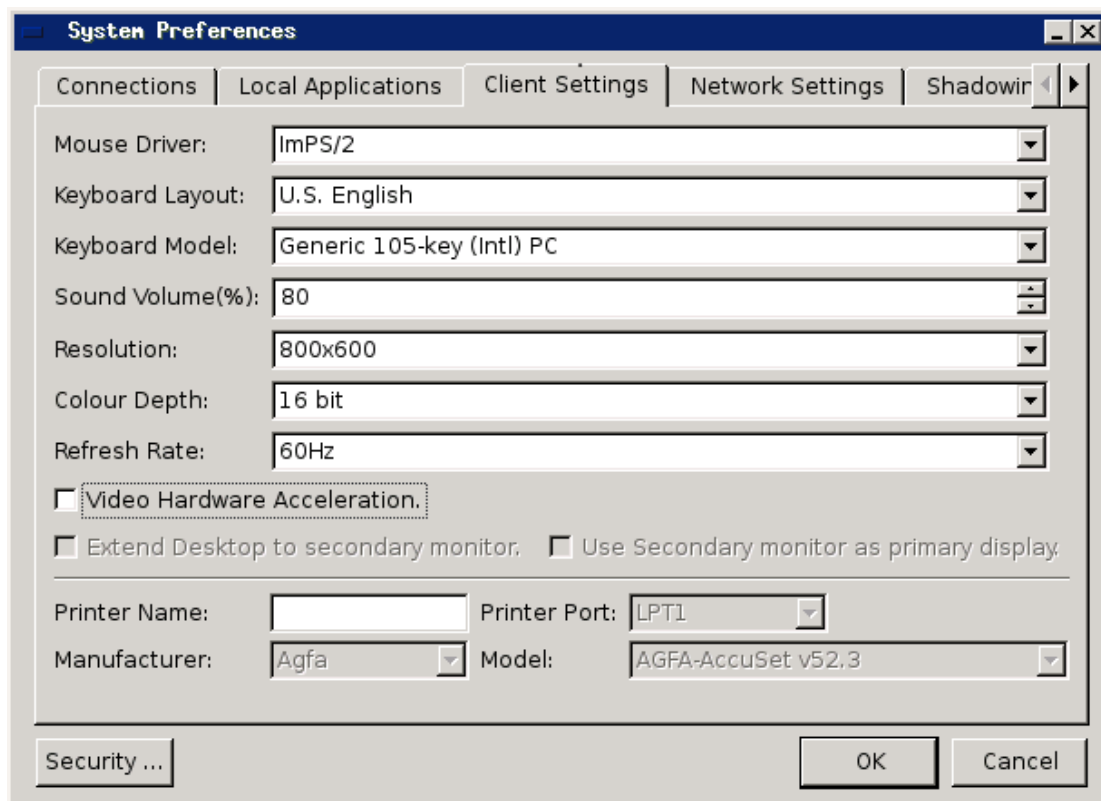 System Preferences
Connections Local Applications Client Settings Network Settings Shadowin
Mouse Driver: ImPS/2
Keyboard Layout: U.S. English
Keyboard Model: Generic 105-key (Intl) PC
Sound Volume(%): 80
Resolution: 800x600
Colour Depth: 16 bit
Refresh Rate: 60Hz
Video Hardware Acceleration.
Extend Desktop to secondary monitor. Use Secondary monitor as primary display.
Printer Name: Printer Port: LPT1
Manufacturer: Agfa Model: AGFA-AccuSet v52.3
Security ... OK Cancel